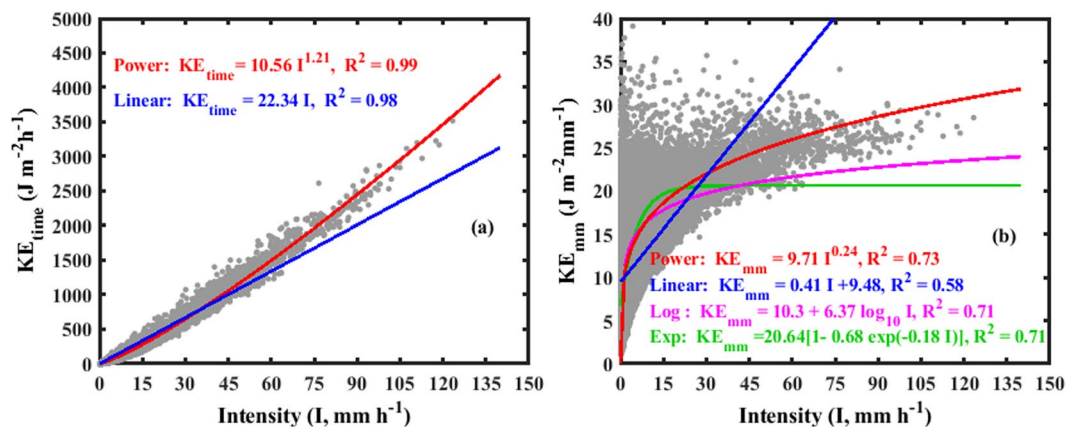 5000
4500
4000
3500
3000
2500
2000
1500
1000
500
0
KE_time (J m^-2 h^-1)
Power: KE_time = 10.56 I^1.21, R^2 = 0.99
Linear: KE_time = 22.34 I, R^2 = 0.98
(a)
0 15 30 45 60 75 90 105 120 135 150
Intensity (I, mm h^-1)
40
35
30
25
20
15
10
5
0
KE_mm (J m^-2 mm^-1)
(b)
Power: KE_mm = 9.71 I^0.24, R^2 = 0.73
Linear: KE_mm = 0.41 I +9.48, R^2 = 0.58
Log : KE_mm = 10.3 + 6.37 log_10 I, R^2 = 0.71
Exp: KE_mm =20.64[1- 0.68 exp(-0.18 I)], R^2 = 0.71
0 15 30 45 60 75 90 105 120 135 150
Intensity (I, mm h^-1)